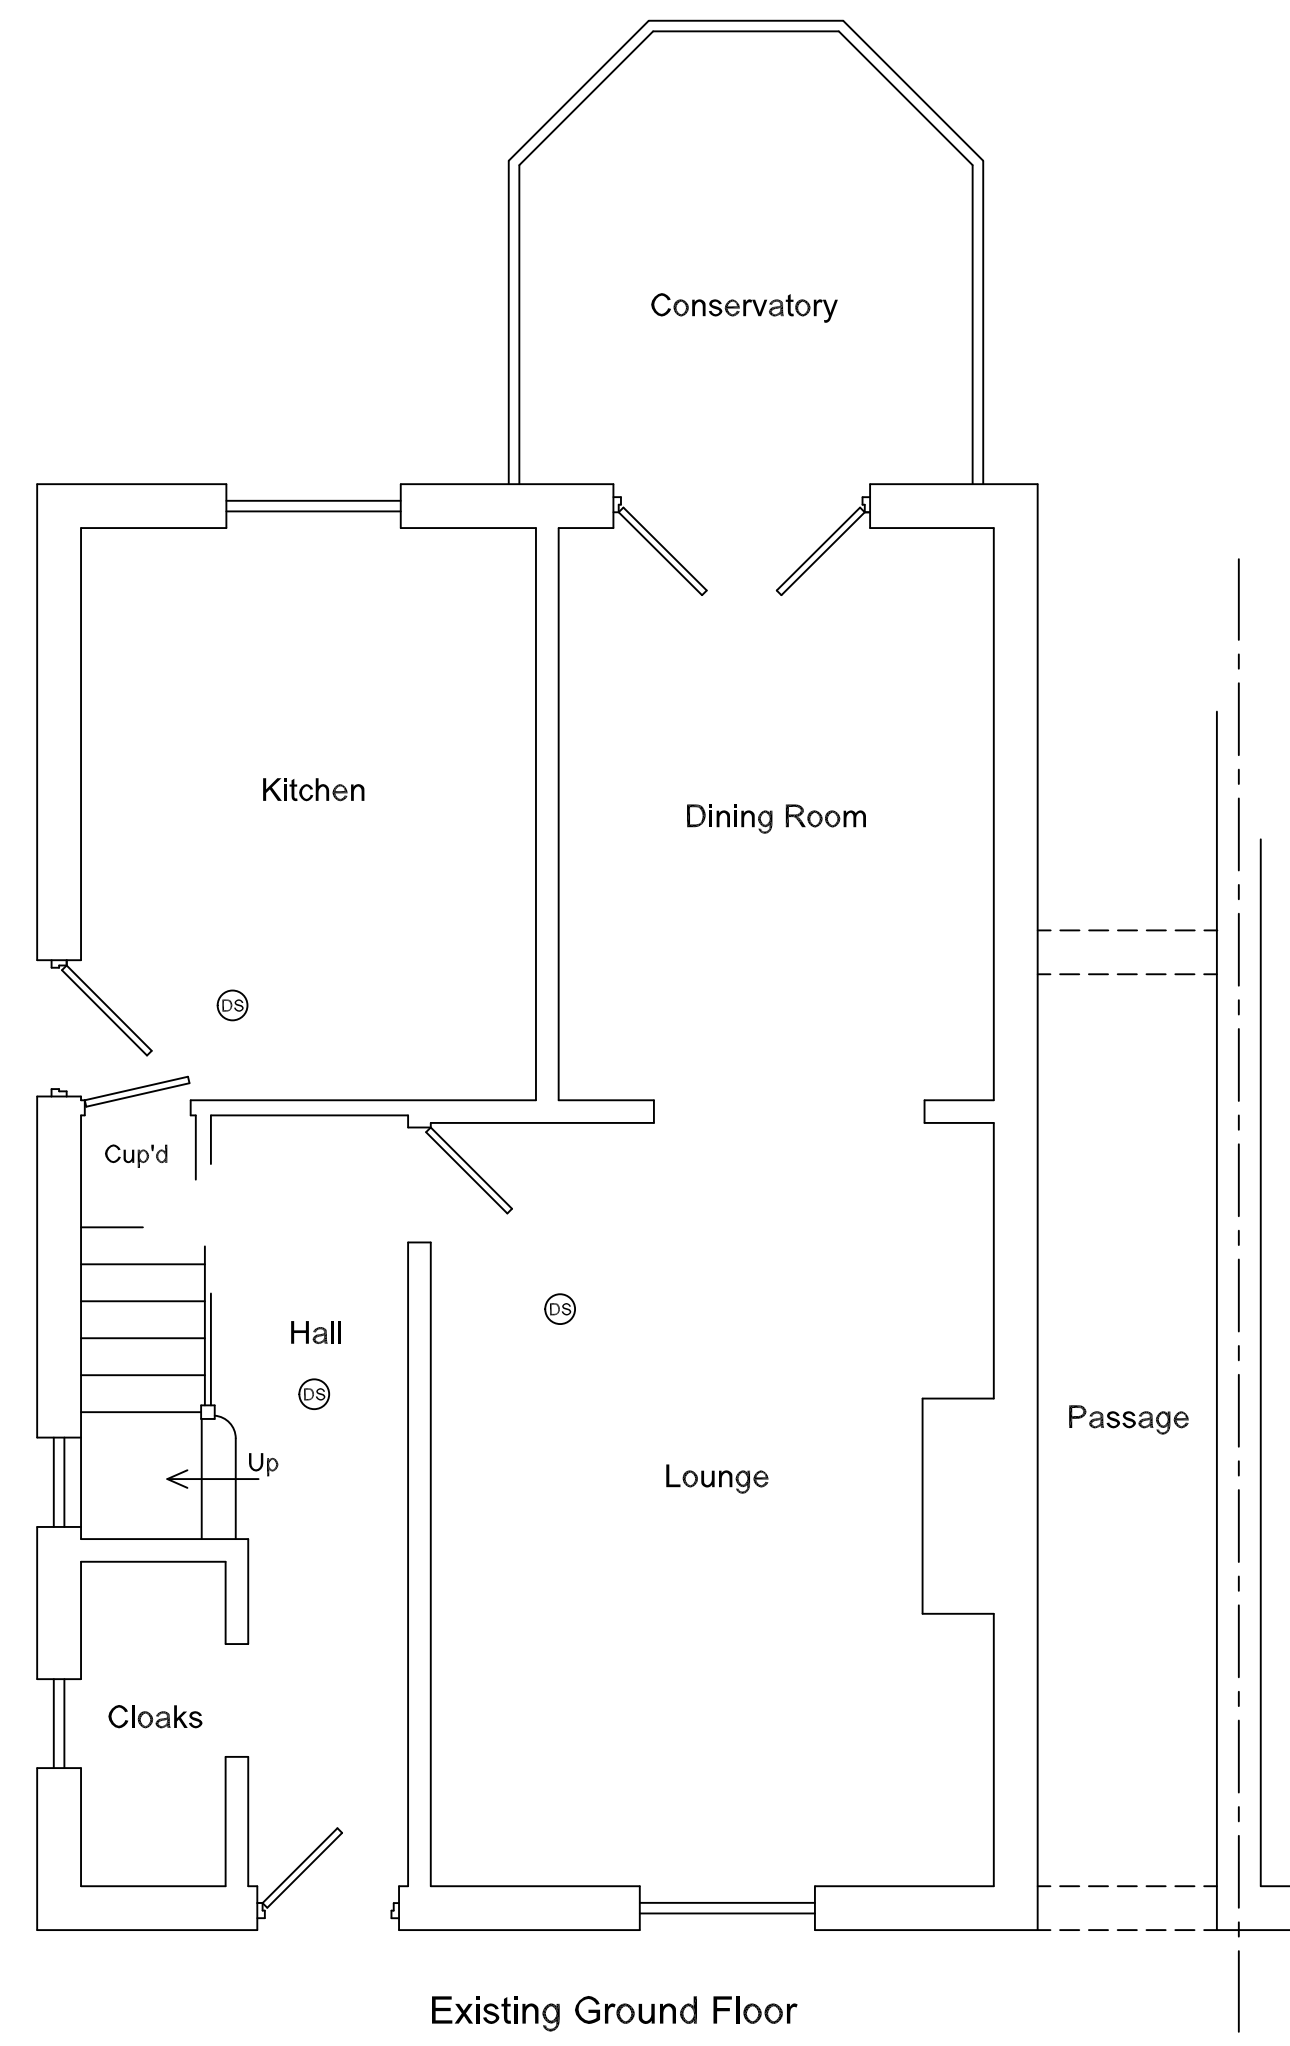 Conservatory
Kitchen
Dining Room
DS
Cup'd
DS
Hall
DS
Passage
Up
Lounge
Cloaks
Existing Ground Floor